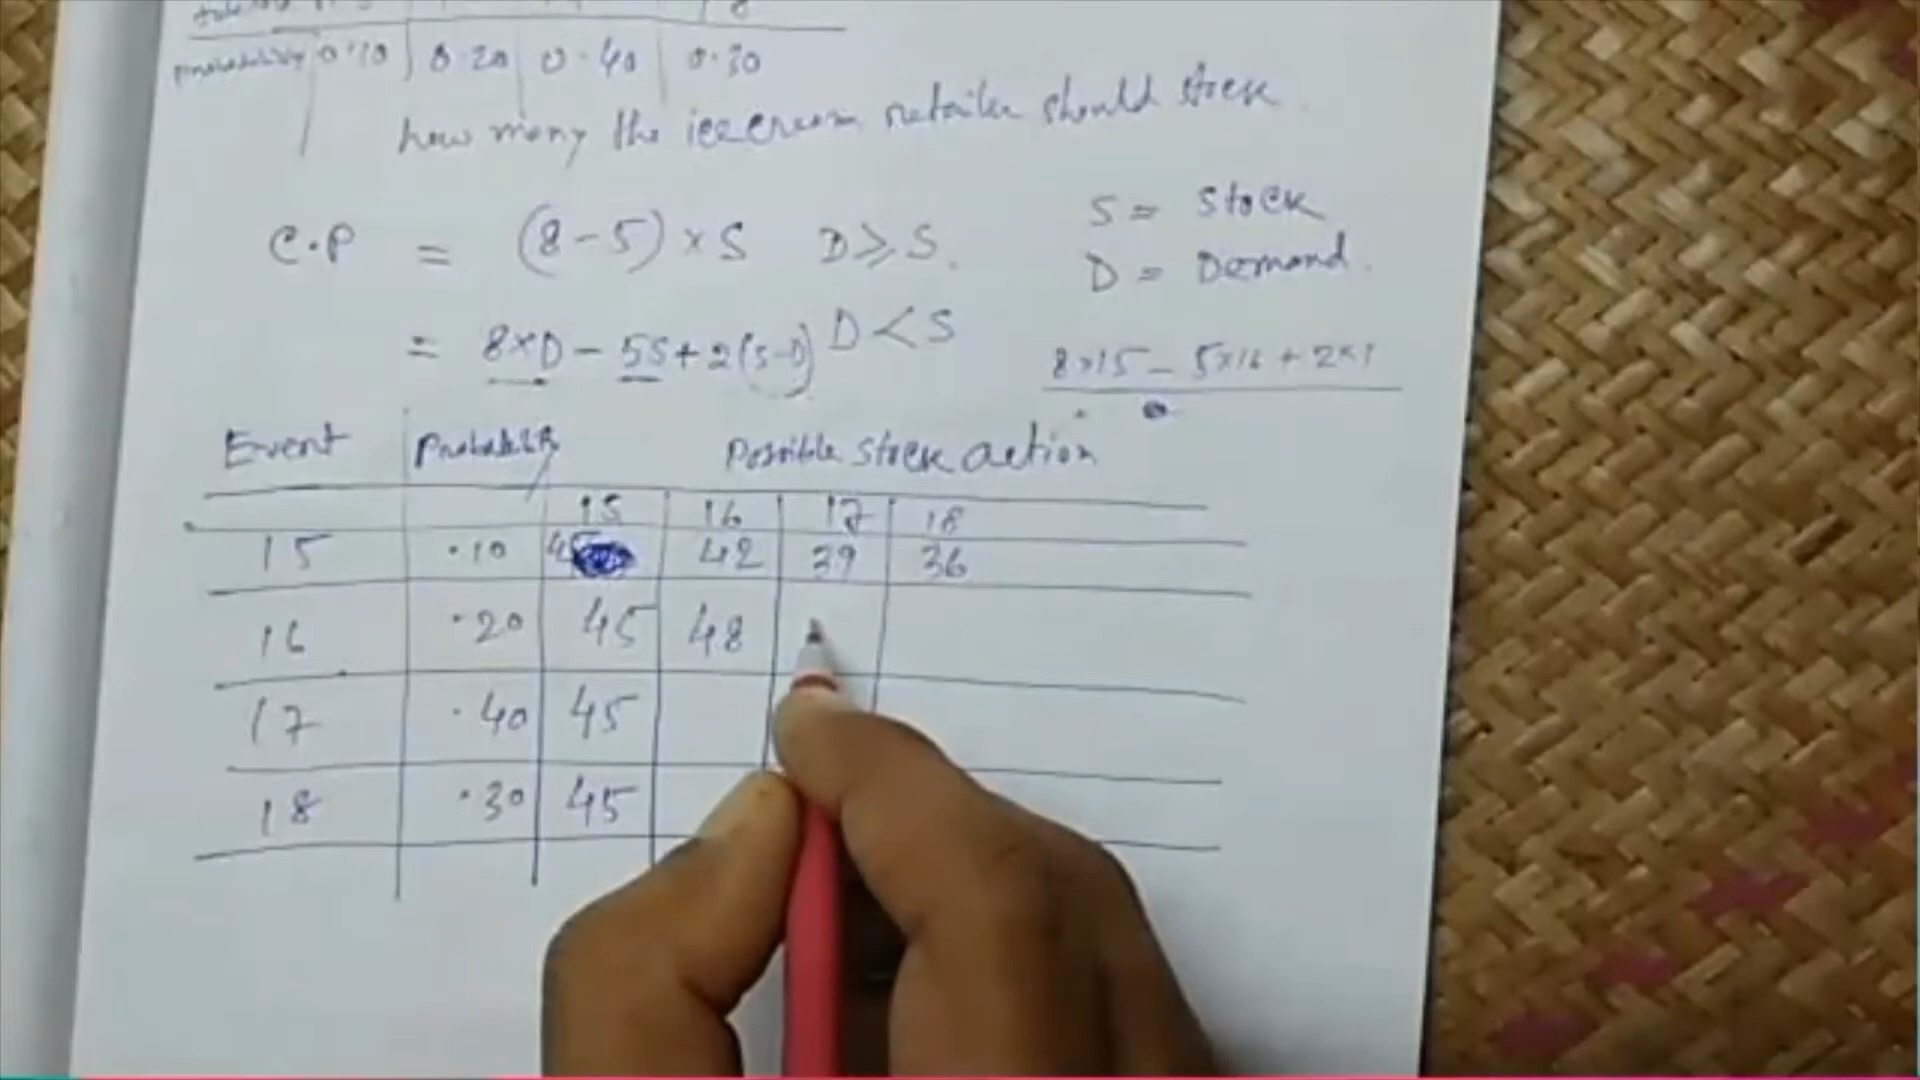 probability 0.10 0.20 0.40 0.30
how many the icecream retailer should stock
C.P = (8-5) × S D ≥ S.
S = Stock
D = Demand.
= 8×D - 5S + 2(S-D) D < S
8×15 - 5×16 + 2×1
Event Probability Possible stock action
15 16 17 18
15 .10 45 42 39 36
16 .20 45 48
17 .40 45
18 .30 45